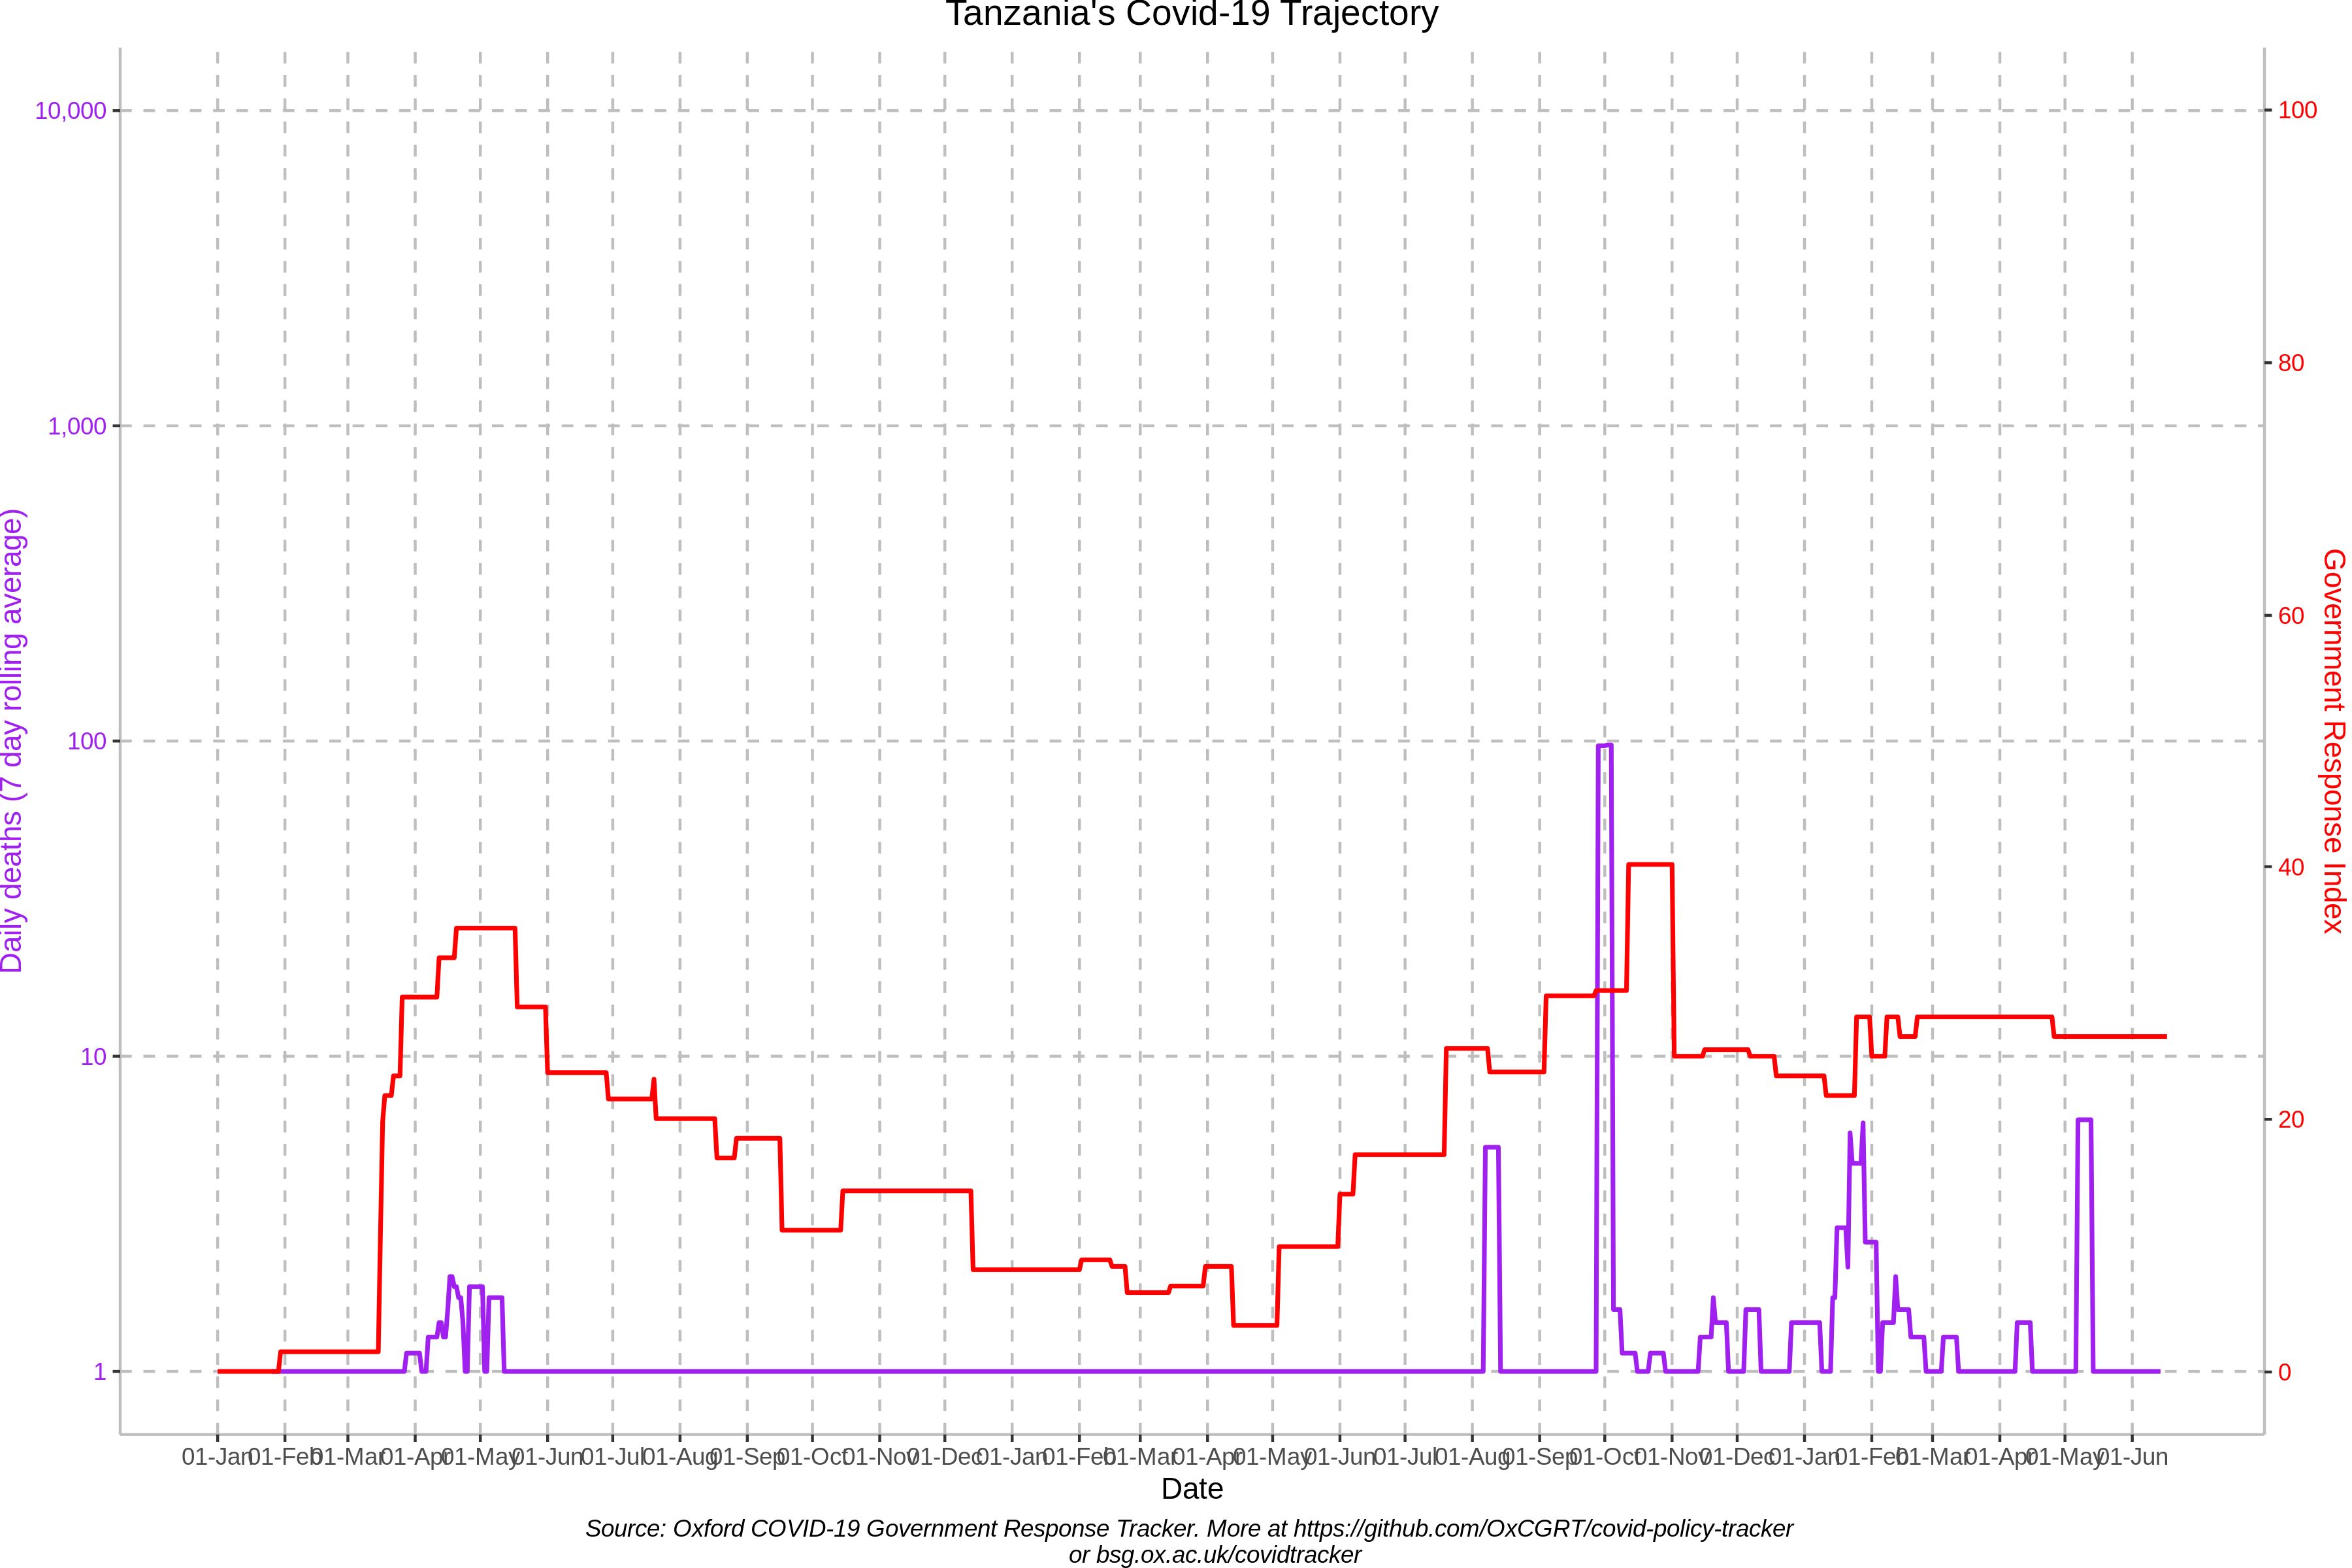 Tanzania's Covid-19 Trajectory
10,000
1,000
100
10
1
Daily deaths (7 day rolling average)
100
80
60
40
20
0
Government Response Index
01-Jan 01-Feb 01-Mar 01-Apr 01-May 01-Jun 01-Jul 01-Aug 01-Sep 01-Oct 01-Nov 01-Dec 01-Jan 01-Feb 01-Mar 01-Apr 01-May 01-Jun 01-Jul 01-Aug 01-Sep 01-Oct 01-Nov 01-Dec 01-Jan 01-Feb 01-Mar 01-Apr 01-May 01-Jun
Date
Source: Oxford COVID-19 Government Response Tracker. More at https://github.com/OxCGRT/covid-policy-tracker
or bsg.ox.ac.uk/covidtracker